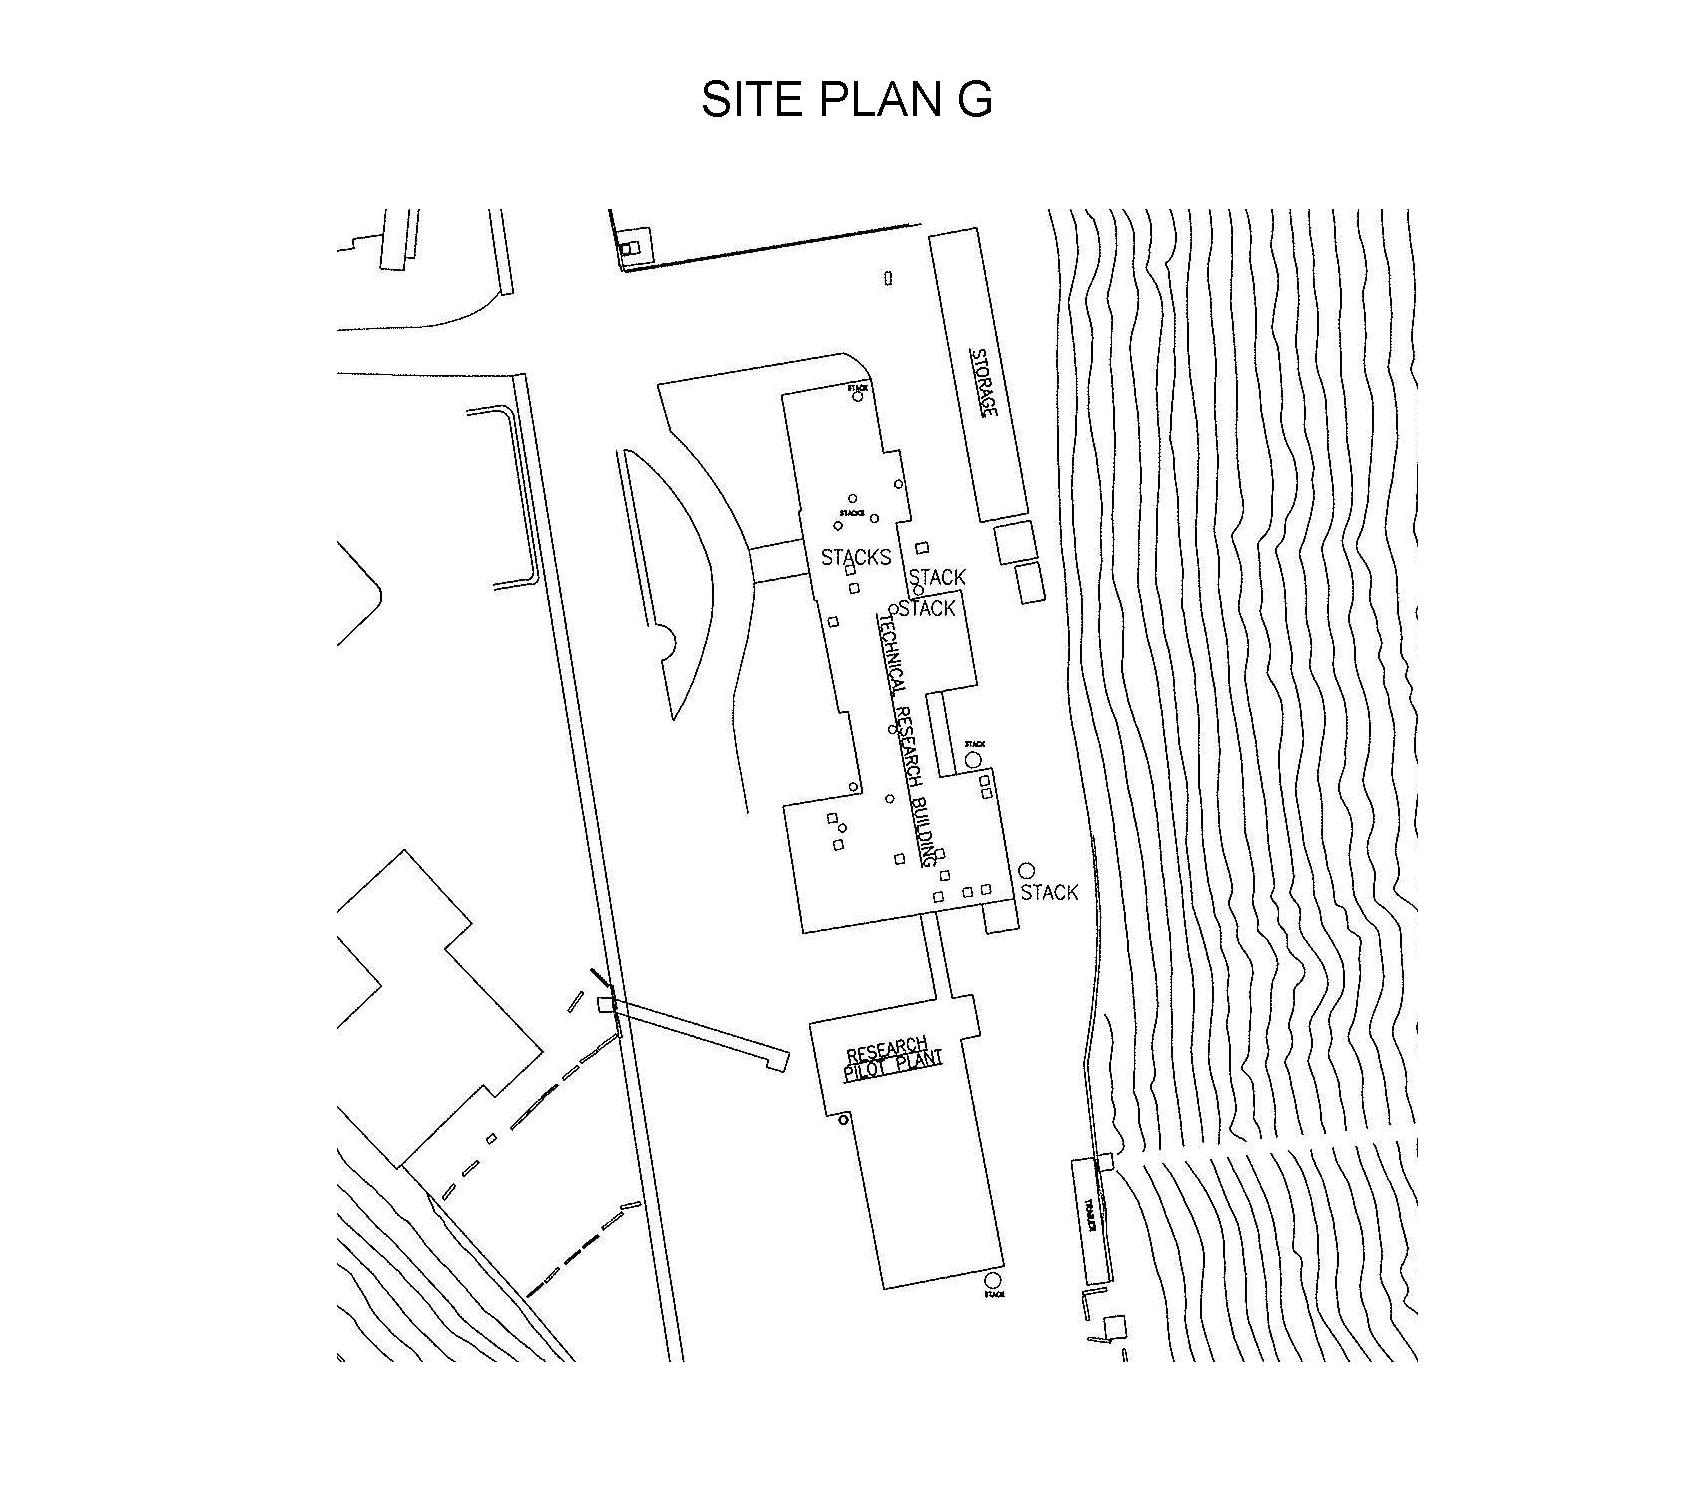 SITE PLAN G
STORAGE
STACK
STACKS
STACKS
STACK
STACK
TECHNICAL RESEARCH BUILDING
STACK
STACK
RESEARCH
PILOT PLANT
TRAILER
STACK